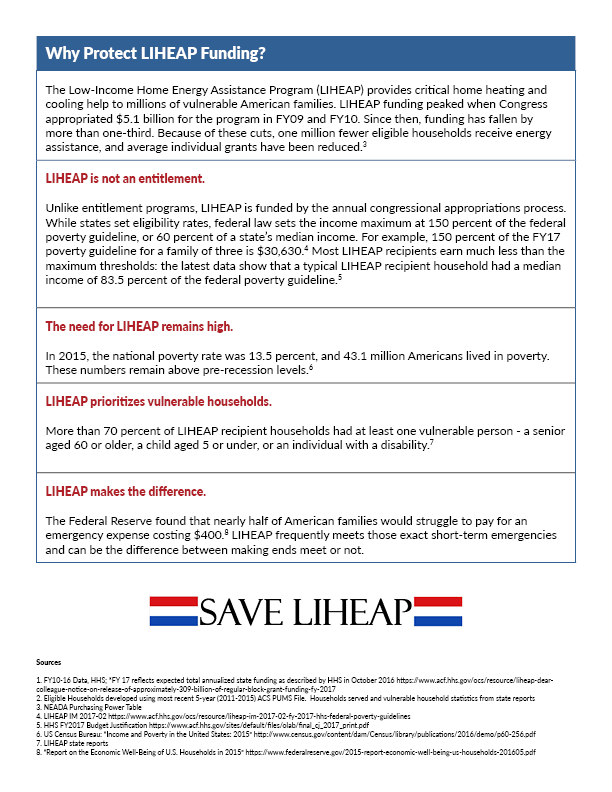 Why Protect LIHEAP Funding?
The Low-Income Home Energy Assistance Program (LIHEAP) provides critical home heating and
cooling help to millions of vulnerable American families. LIHEAP funding peaked when Congress
appropriated $5.1 billion for the program in FY09 and FY10. Since then, funding has fallen by
more than one-third. Because of these cuts, one million fewer eligible households receive energy
assistance, and average individual grants have been reduced.³
LIHEAP is not an entitlement.
Unlike entitlement programs, LIHEAP is funded by the annual congressional appropriations process.
While states set eligibility rates, federal law sets the income maximum at 150 percent of the federal
poverty guideline, or 60 percent of a state's median income. For example, 150 percent of the FY17
poverty guideline for a family of three is $30,630.⁴ Most LIHEAP recipients earn much less than the
maximum thresholds: the latest data show that a typical LIHEAP recipient household had a median
income of 83.5 percent of the federal poverty guideline.⁵
The need for LIHEAP remains high.
In 2015, the national poverty rate was 13.5 percent, and 43.1 million Americans lived in poverty.
These numbers remain above pre-recession levels.⁶
LIHEAP prioritizes vulnerable households.
More than 70 percent of LIHEAP recipient households had at least one vulnerable person - a senior
aged 60 or older, a child aged 5 or under, or an individual with a disability.⁷
LIHEAP makes the difference.
The Federal Reserve found that nearly half of American families would struggle to pay for an
emergency expense costing $400.⁸ LIHEAP frequently meets those exact short-term emergencies
and can be the difference between making ends meet or not.
SAVE LIHEAP
Sources
1. FY10-16 Data, HHS; "FY 17 reflects expected total annualized state funding as described by HHS in October 2016 https://www.acf.hhs.gov/ocs/resource/liheap-dear-
colleague-notice-on-release-of-approximately-309-billion-of-regular-block-grant-funding-fy-2017
2. Eligible Households developed using most recent 5-year (2011-2015) ACS PUMS File. Households served and vulnerable household statistics from state reports
3. NEADA Purchasing Power Table
4. LIHEAP IM 2017-02 https://www.acf.hhs.gov/ocs/resource/liheap-im-2017-02-fy-2017-hhs-federal-poverty-guidelines
5. HHS FY2017 Budget Justification https://www.acf.hhs.gov/sites/default/files/olab/final_cj_2017_print.pdf
6. US Census Bureau: "Income and Poverty in the United States: 2015" http://www.census.gov/content/dam/Census/library/publications/2016/demo/p60-256.pdf
7. LIHEAP state reports
8. "Report on the Economic Well-Being of U.S. Households in 2015" https://www.federalreserve.gov/2015-report-economic-well-being-us-households-201605.pdf